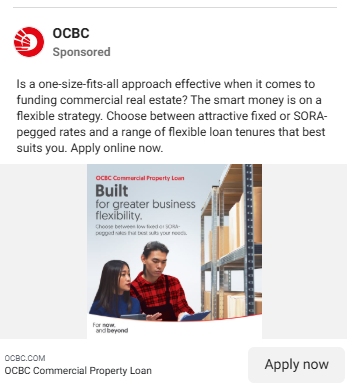 OCBC
Sponsored
Is a one-size-fits-all approach effective when it comes to
funding commercial real estate? The smart money is on a
flexible strategy. Choose between attractive fixed or SORA-
pegged rates and a range of flexible loan tenures that best
suits you. Apply online now.
OCBC Commercial Property Loan
Built
for greater business
flexibility.
Choose between low fixed or SORA-
pegged rates that best suits your needs.
For now,
and beyond
OCBC.COM
OCBC Commercial Property Loan
Apply now